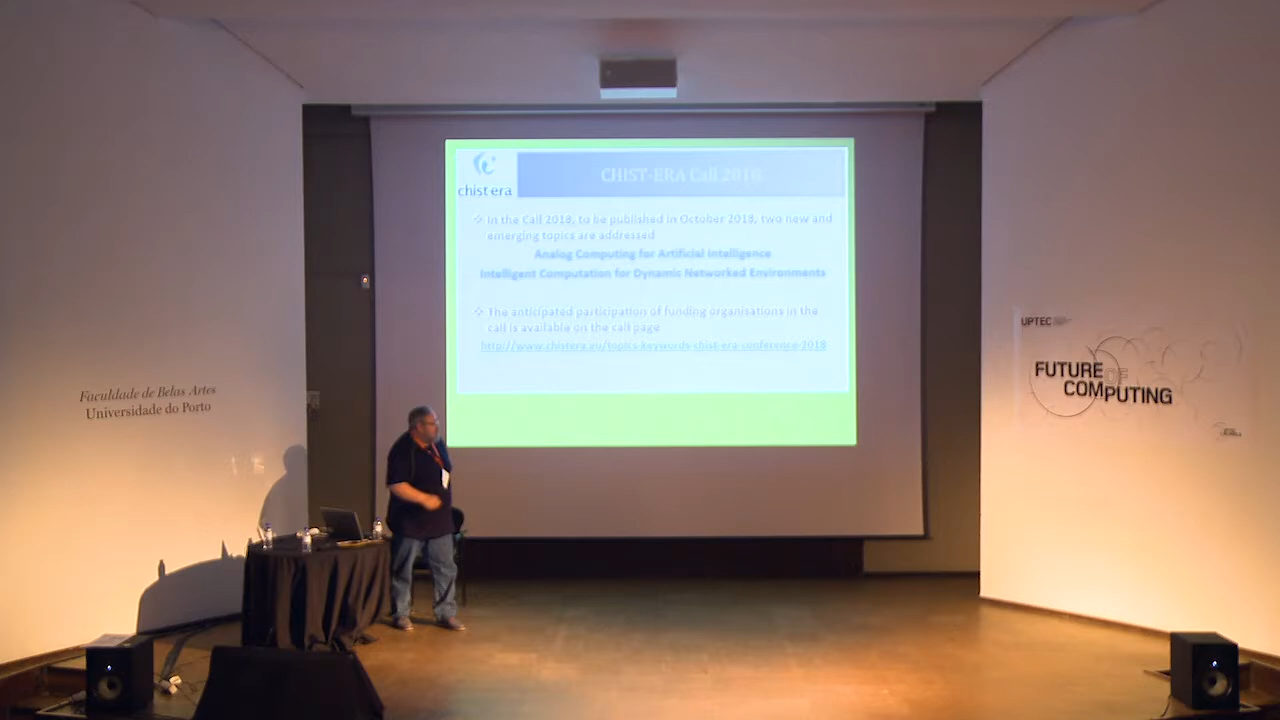 chist era
CHIST-ERA Call 2018
In the Call 2018, to be published in October 2018, two new and
emerging topics are addressed
Analog Computing for Artificial Intelligence
Intelligent Computation for Dynamic Networked Environments
The anticipated participation of funding organisations in the
call is available on the call page
http://www.chistera.eu/topics-keywords-chist-era-conference-2018
Faculdade de Belas Artes
Universidade do Porto
UPTEC
FUTURE OF
COMPUTING